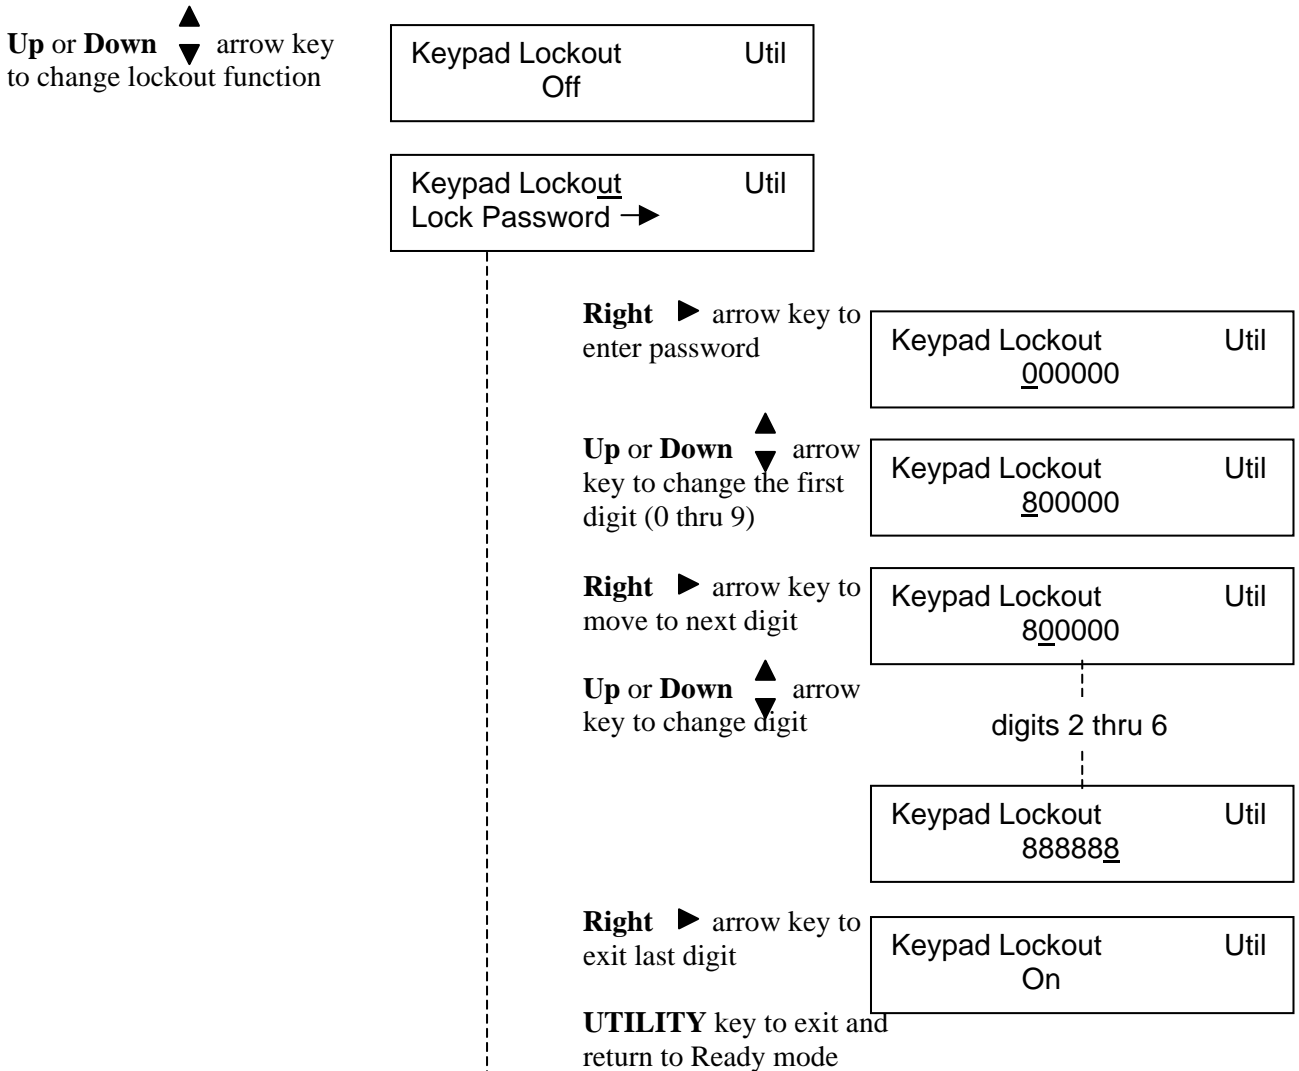 Up or Down ▲▼ arrow key
to change lockout function
Keypad Lockout Util
Off
Keypad Lockout Util
Lock Password →
Right ▶ arrow key to
enter password
Keypad Lockout Util
000000
Up or Down ▲▼ arrow
key to change the first
digit (0 thru 9)
Keypad Lockout Util
800000
Right ▶ arrow key to
move to next digit
Keypad Lockout Util
800000
Up or Down ▲▼ arrow
key to change digit
digits 2 thru 6
Keypad Lockout Util
888888
Right ▶ arrow key to
exit last digit
Keypad Lockout Util
On
UTILITY key to exit and
return to Ready mode